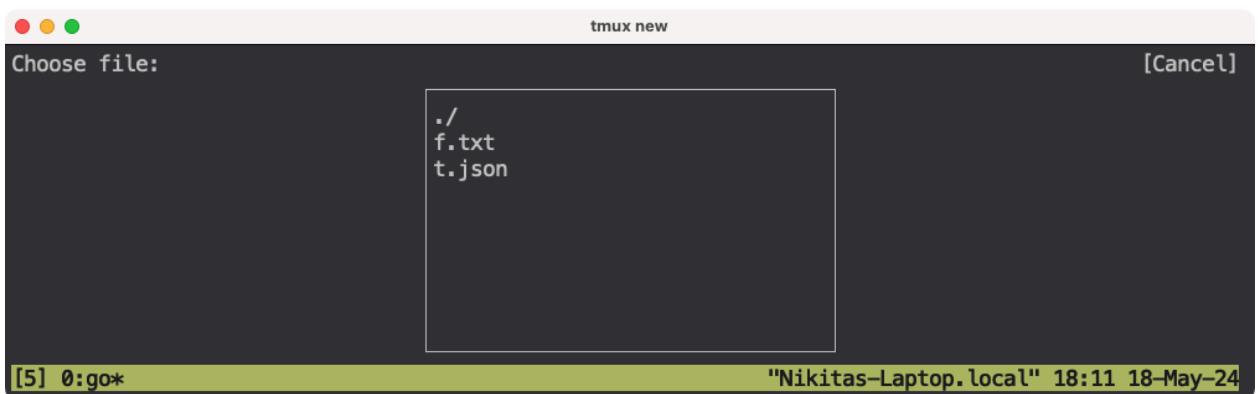 tmux new
Choose file: [Cancel]
./
f.txt
t.json
[5] 0:go* "Nikitas-Laptop.local" 18:11 18-May-24